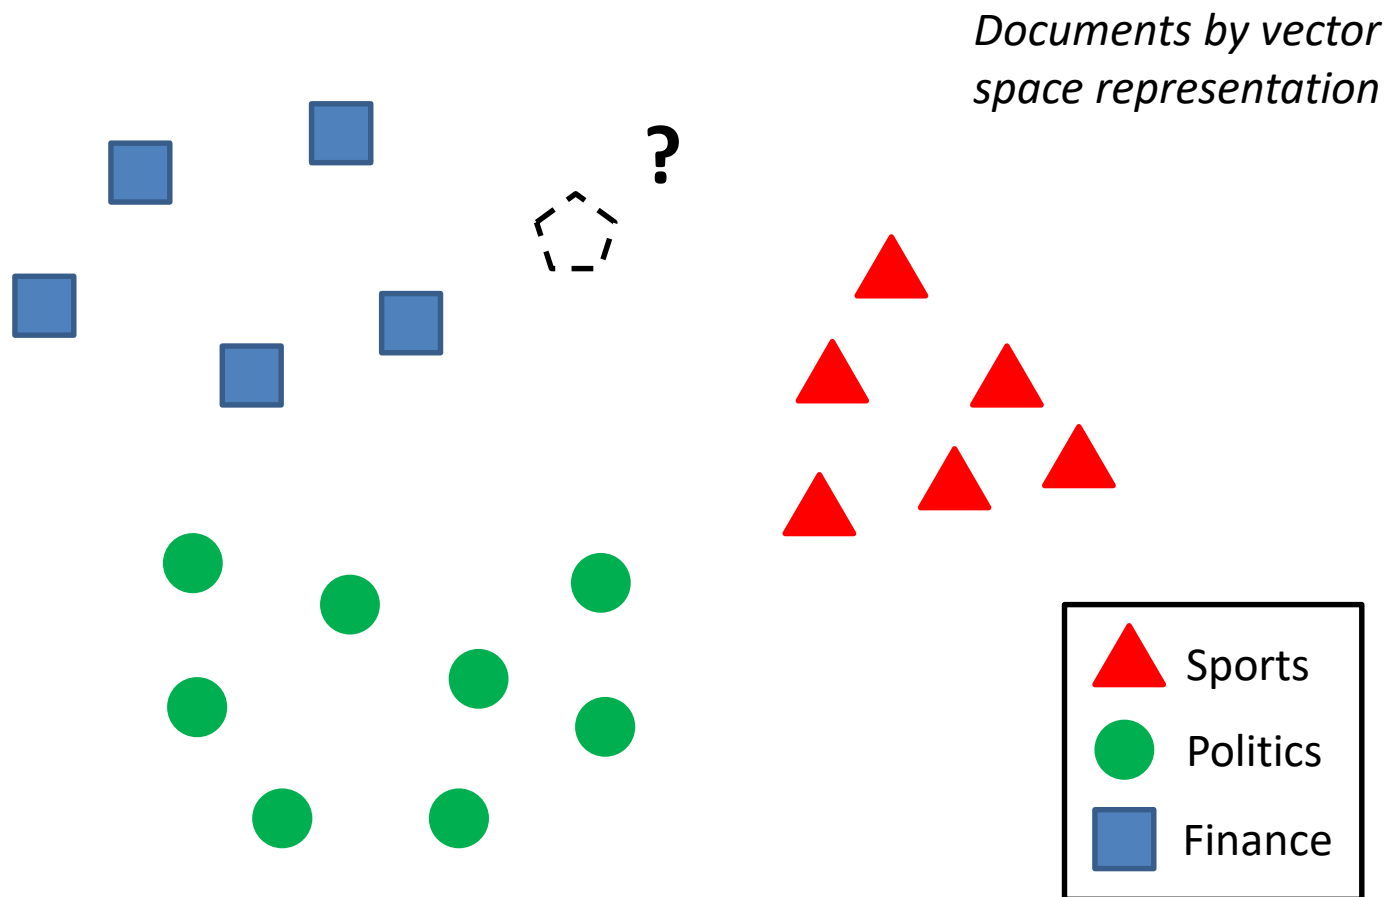 Documents by vector
space representation
?
Sports
Politics
Finance